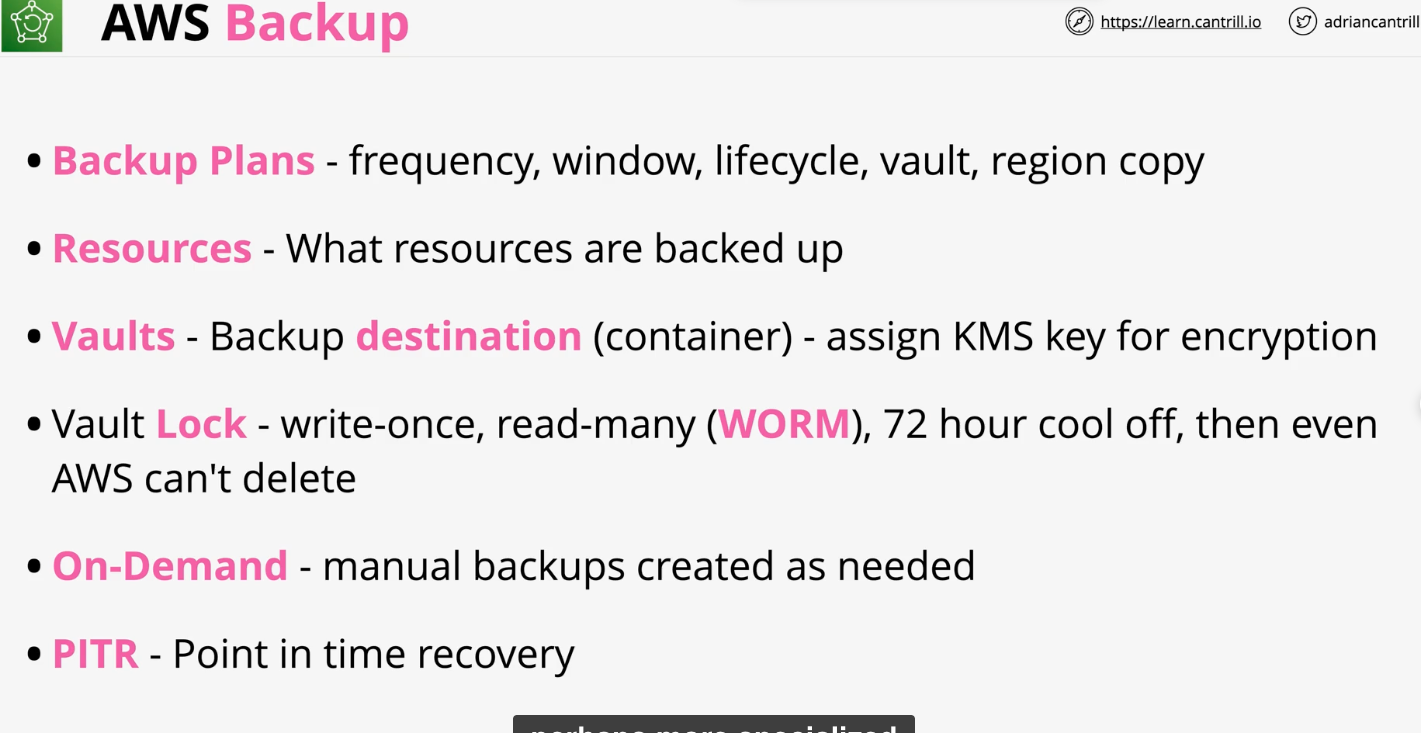 AWS Backup
https://learn.cantrill.io
adriancantrill
• Backup Plans - frequency, window, lifecycle, vault, region copy
• Resources - What resources are backed up
• Vaults - Backup destination (container) - assign KMS key for encryption
• Vault Lock - write-once, read-many (WORM), 72 hour cool off, then even
AWS can't delete
• On-Demand - manual backups created as needed
• PITR - Point in time recovery
perhaps more specialized